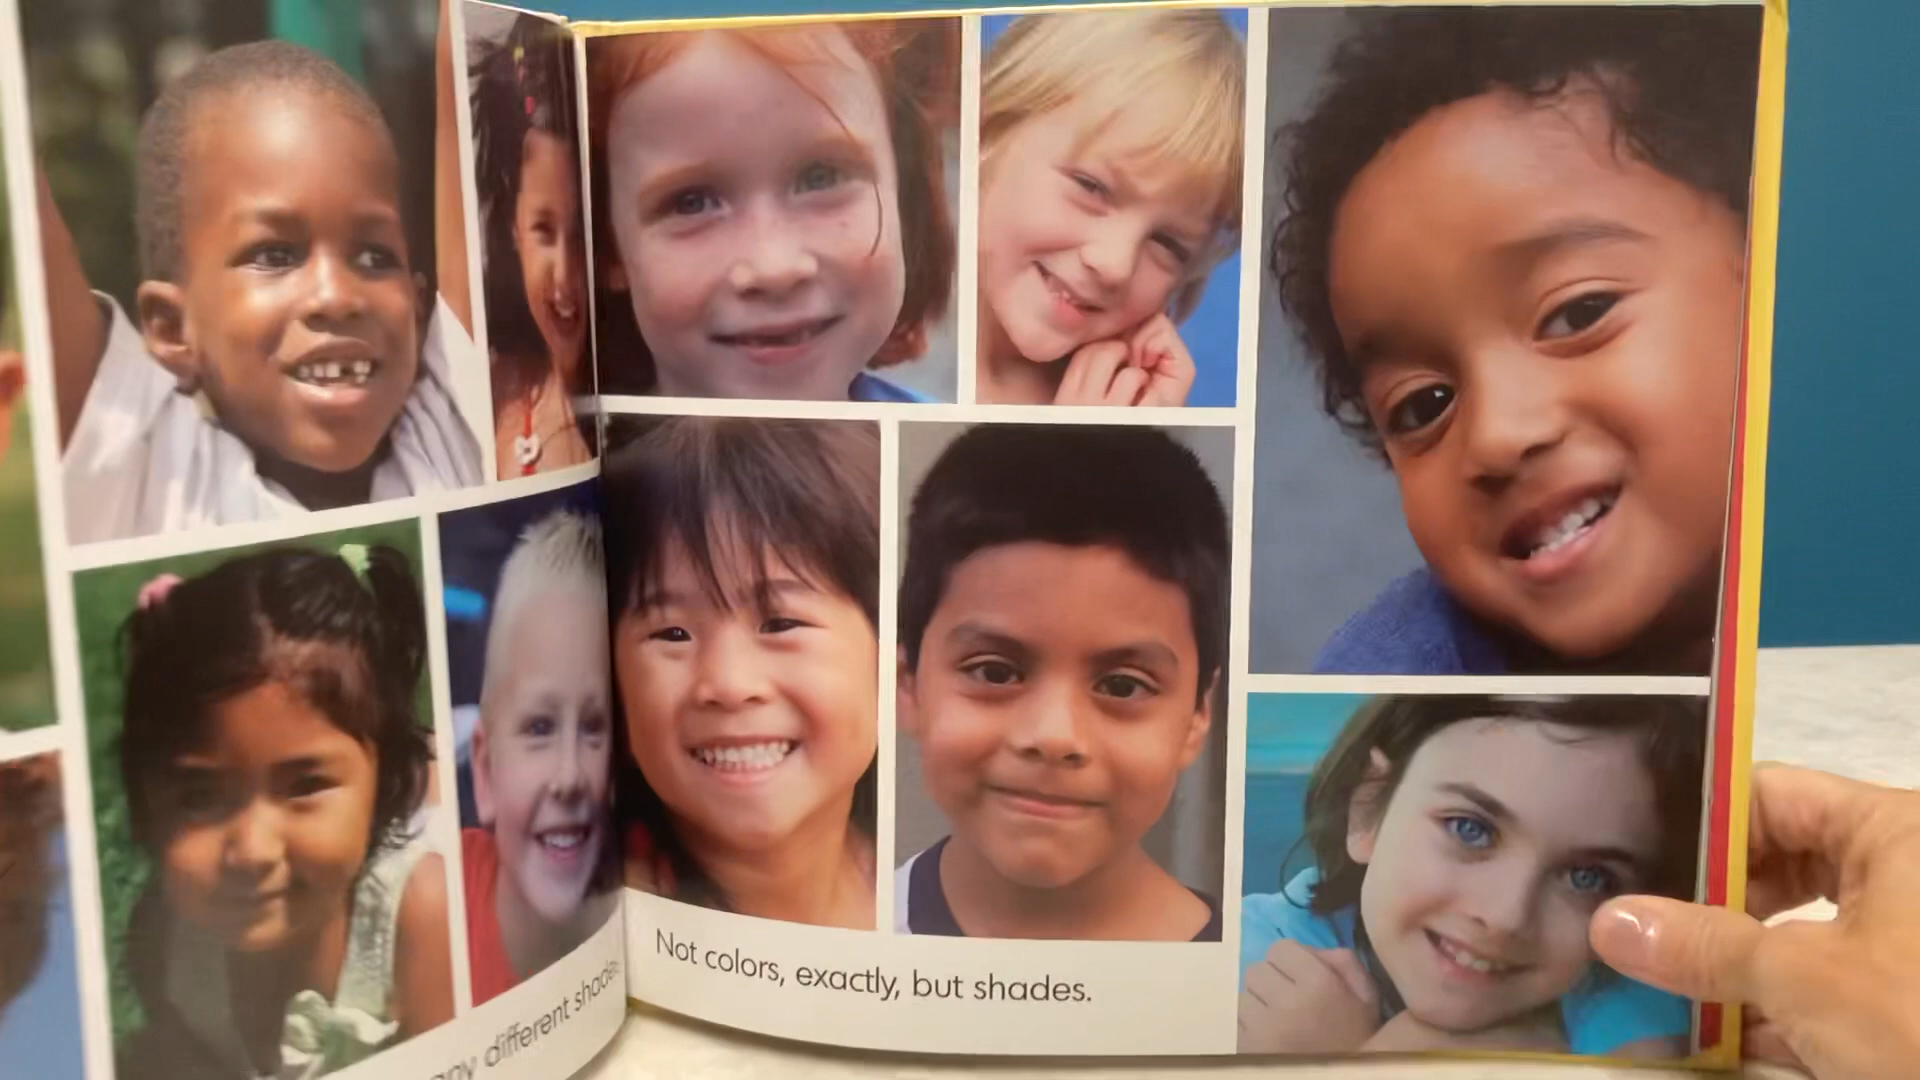 different shades
Not colors, exactly, but shades.